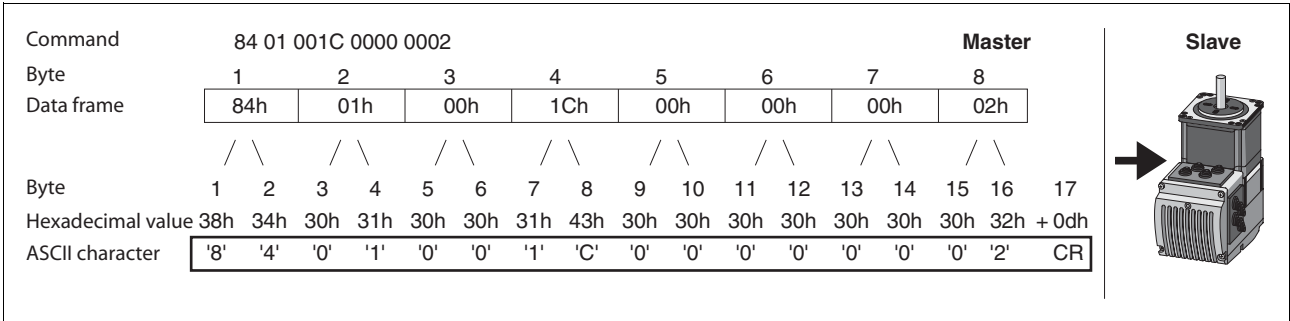 Command 84 01 001C 0000 0002 Master Slave
Byte 1 2 3 4 5 6 7 8
Data frame 84h 01h 00h 1Ch 00h 00h 00h 02h
Byte 1 2 3 4 5 6 7 8 9 10 11 12 13 14 15 16 17
Hexadecimal value 38h 34h 30h 31h 30h 30h 31h 43h 30h 30h 30h 30h 30h 30h 30h 32h + 0dh
ASCII character '8' '4' '0' '1' '0' '0' '1' 'C' '0' '0' '0' '0' '0' '0' '0' '2' CR